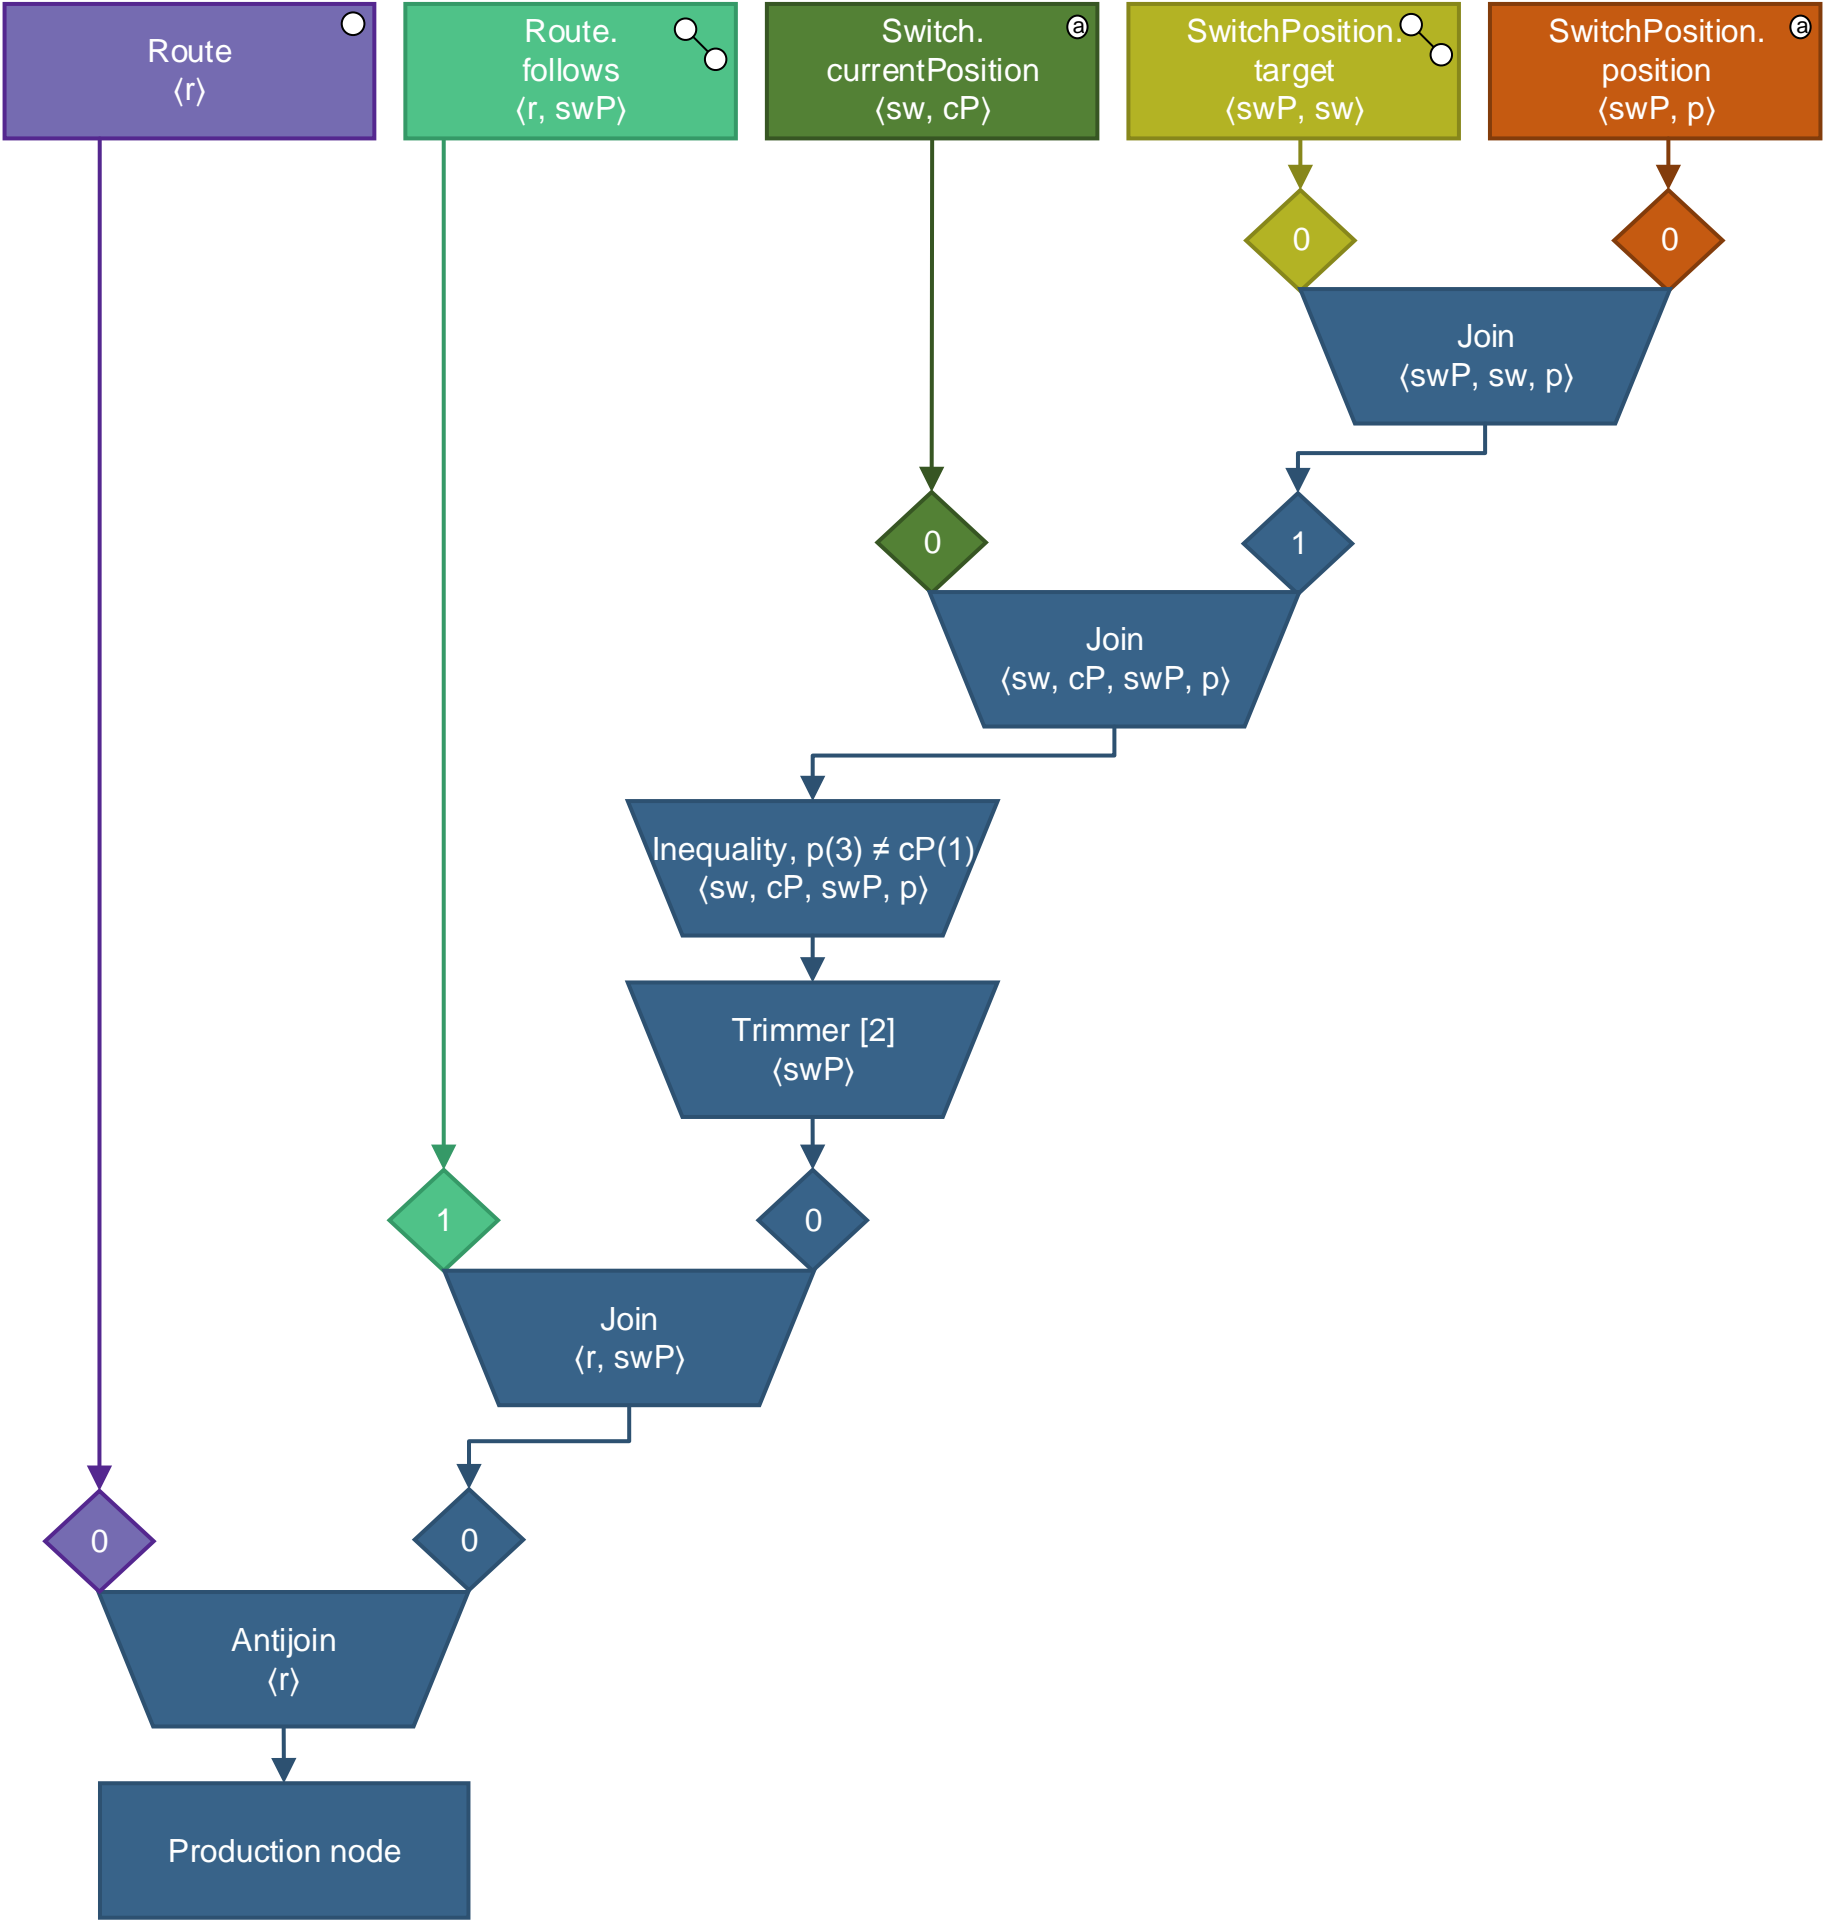 Route
⟨r⟩
Route.
follows
⟨r, swP⟩
Switch.
currentPosition
⟨sw, cP⟩
a
SwitchPosition.
target
⟨swP, sw⟩
SwitchPosition.
position
⟨swP, p⟩
a
0
0
Join
⟨swP, sw, p⟩
0
1
Join
⟨sw, cP, swP, p⟩
Inequality, p(3) ≠ cP(1)
⟨sw, cP, swP, p⟩
Trimmer [2]
⟨swP⟩
1
0
Join
⟨r, swP⟩
0
0
Antijoin
⟨r⟩
Production node